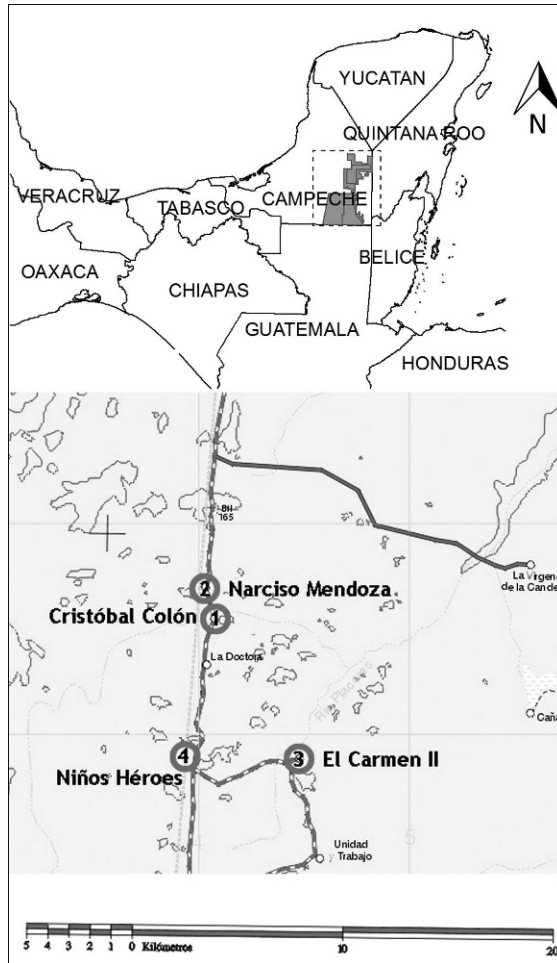 YUCATAN
N
QUINTANA ROO
VERACRUZ
TABASCO
CAMPECHE
BELICE
OAXACA
CHIAPAS
GUATEMALA
HONDURAS
165
La Virgen
de la Cande
2 Narciso Mendoza
Cristóbal Colón 1
La Doctora
Caña
4
3 El Carmen II
Niños Héroes
5
Unidad
y Trabajo
5 4 3 2 1 0 Kilómetros 10 20